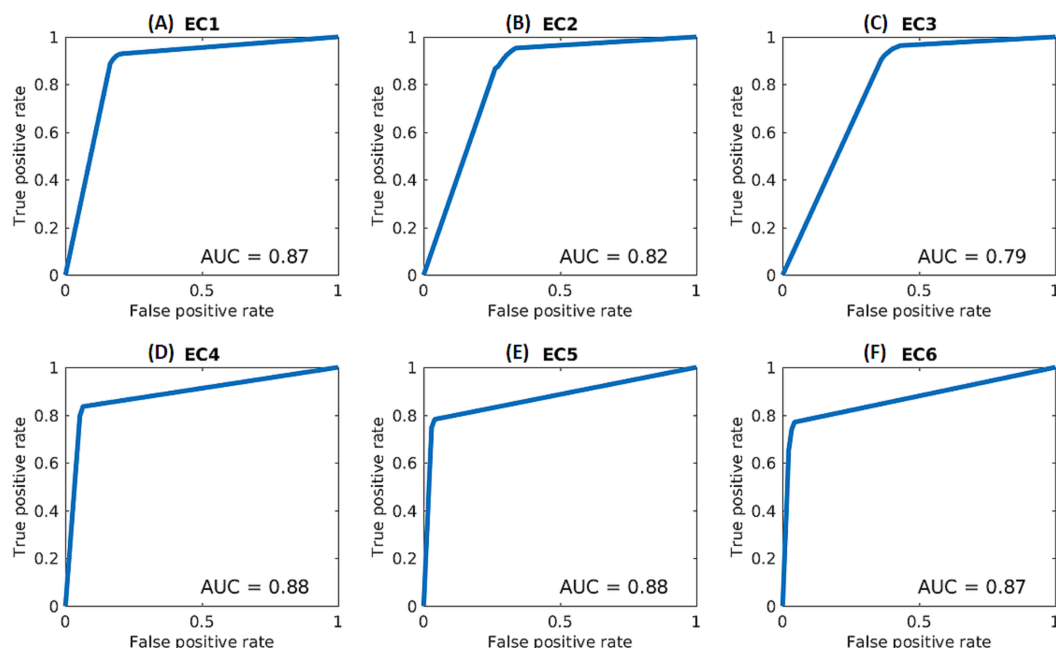 (A) EC1
1
0.8
0.6
0.4
0.2
0
True positive rate
AUC = 0.87
0 0.5 1
False positive rate
(B) EC2
1
0.8
0.6
0.4
0.2
0
True positive rate
AUC = 0.82
0 0.5 1
False positive rate
(C) EC3
1
0.8
0.6
0.4
0.2
0
True positive rate
AUC = 0.79
0 0.5 1
False positive rate
(D) EC4
1
0.8
0.6
0.4
0.2
0
True positive rate
AUC = 0.88
0 0.5 1
False positive rate
(E) EC5
1
0.8
0.6
0.4
0.2
0
True positive rate
AUC = 0.88
0 0.5 1
False positive rate
(F) EC6
1
0.8
0.6
0.4
0.2
0
True positive rate
AUC = 0.87
0 0.5 1
False positive rate